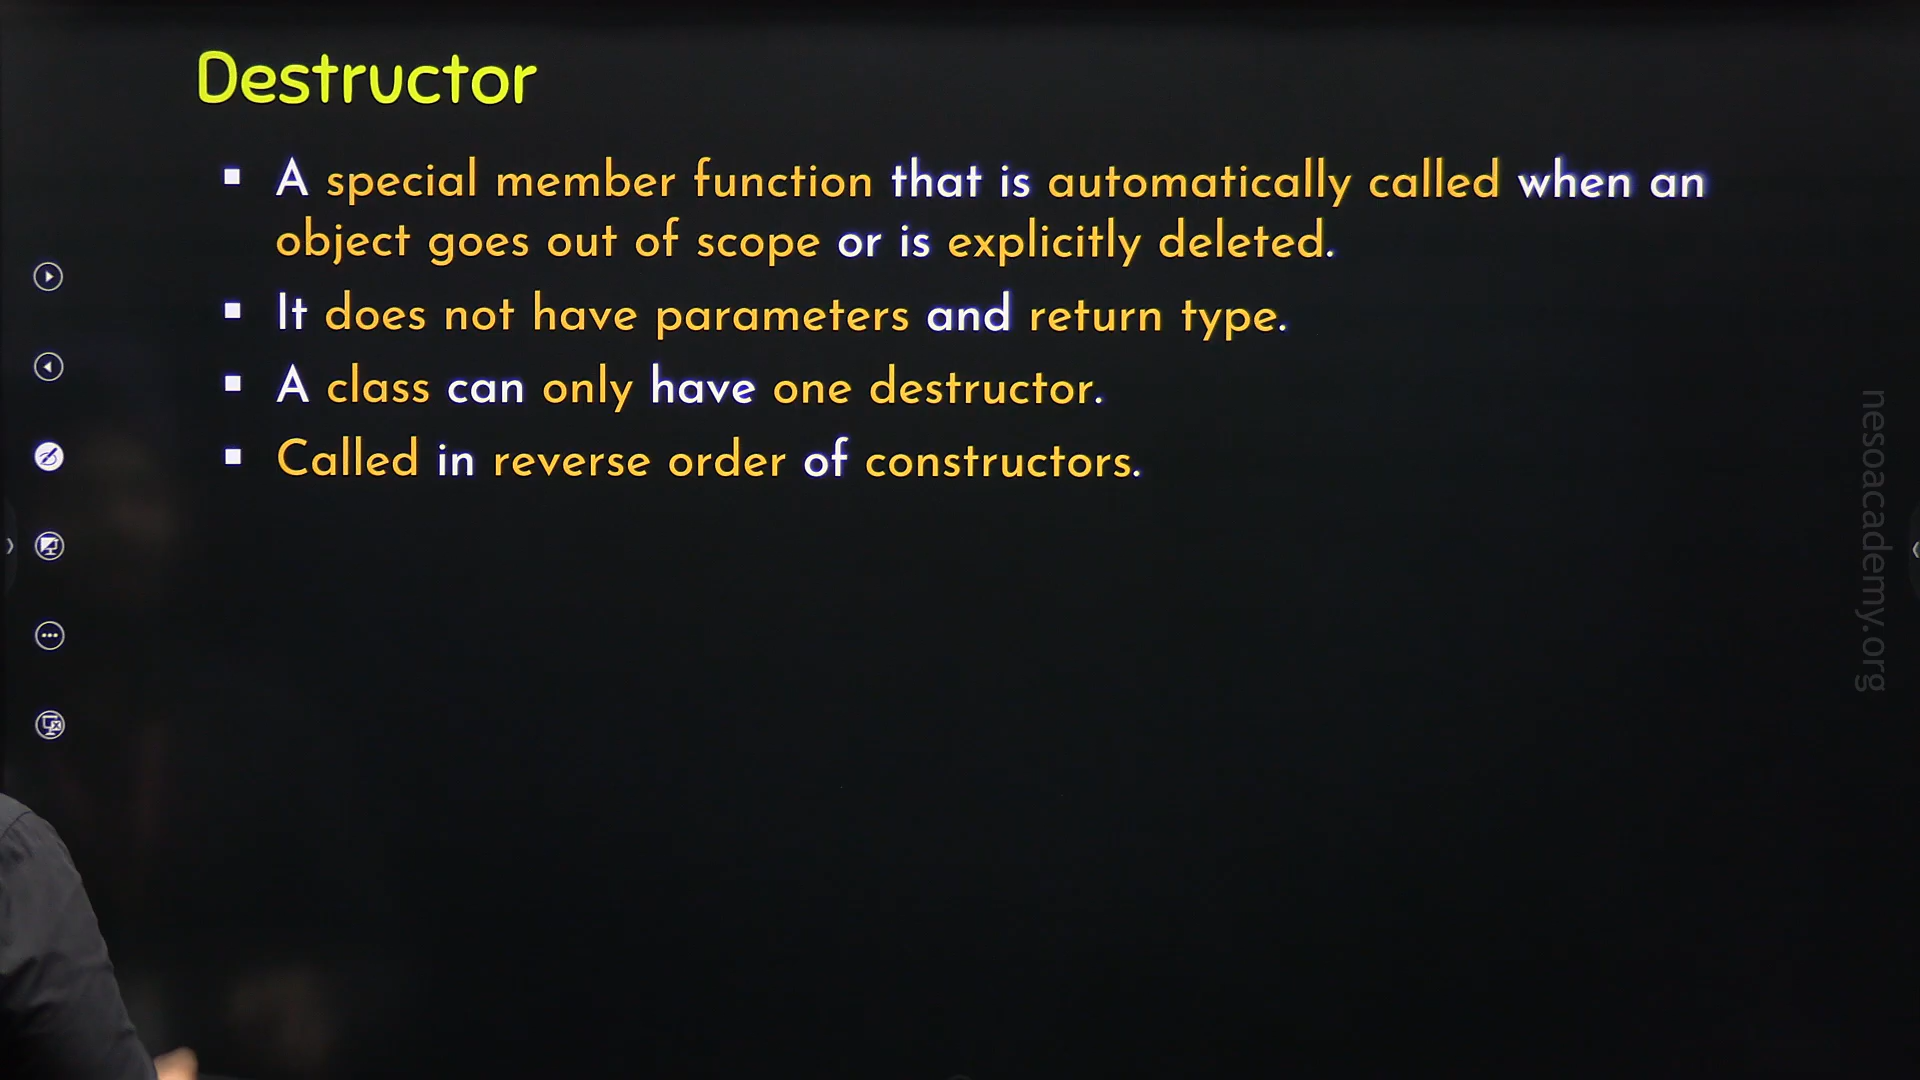 Destructor
▪ A special member function that is automatically called when an
object goes out of scope or is explicitly deleted.
▪ It does not have parameters and return type.
▪ A class can only have one destructor.
▪ Called in reverse order of constructors.
nesoacademy.org